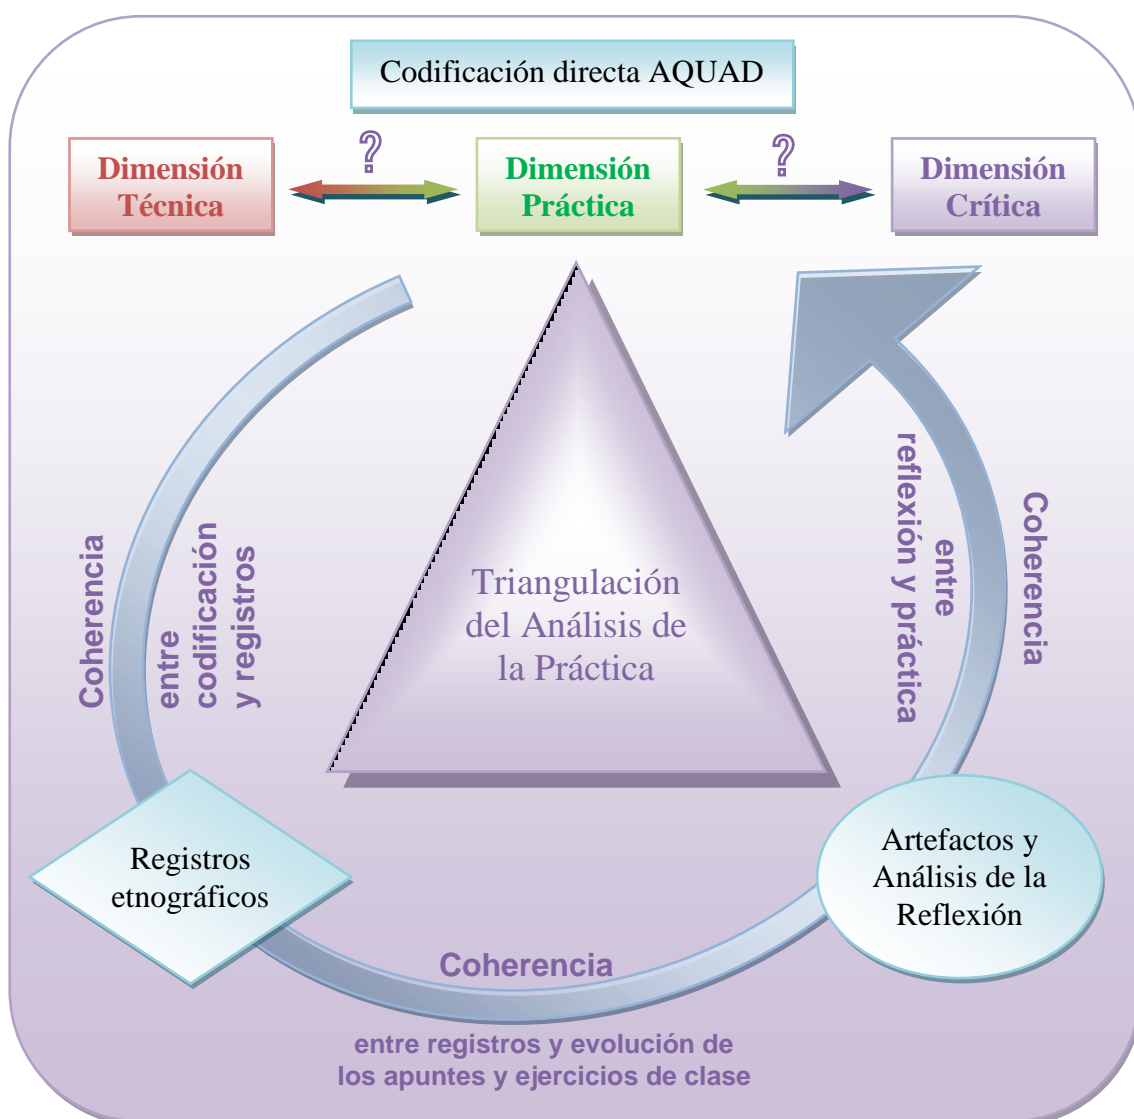 Codificación directa AQUAD
?
?
Dimensión
Técnica
Dimensión
Práctica
Dimensión
Crítica
Coherencia
entre
codificación
y registros
Triangulación
del Análisis de
la Práctica
Coherencia
entre
reflexión y práctica
Registros
etnográficos
Artefactos y
Análisis de la
Reflexión
Coherencia
entre registros y evolución de
los apuntes y ejercicios de clase